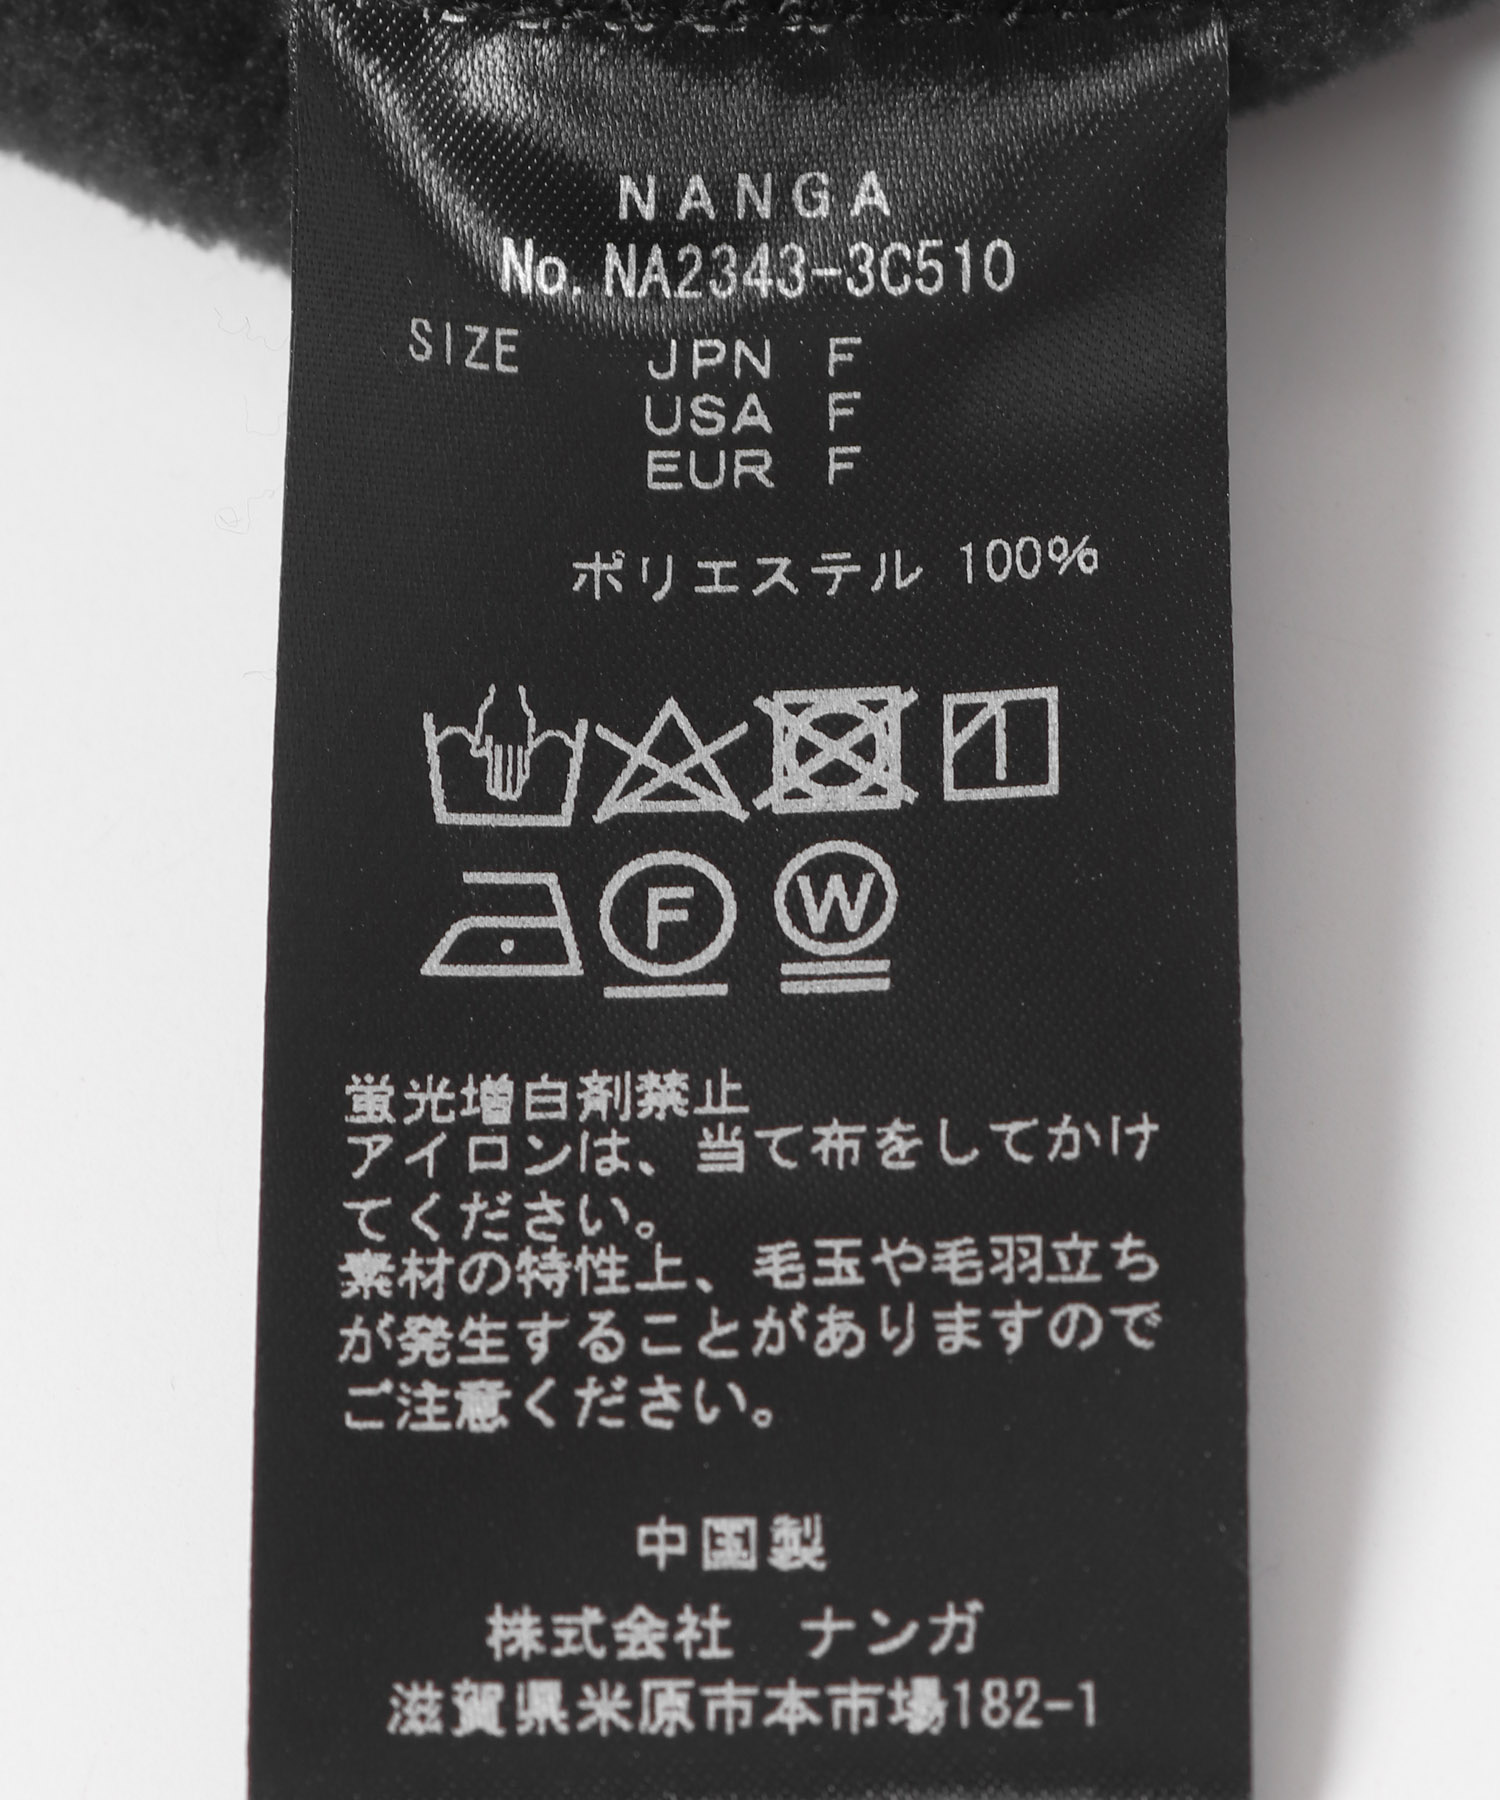 NANGA
No. NA2343-3C510
SIZE JPN F
USA F
EUR F
ポリエステル 100%
F W
蛍光増白剤禁止
アイロンは、当て布をしてかけ
てください。
素材の特性上、毛玉や毛羽立ち
が発生することがありますので
ご注意ください。
中国製
株式会社 ナンガ
滋賀県米原市本市場182-1